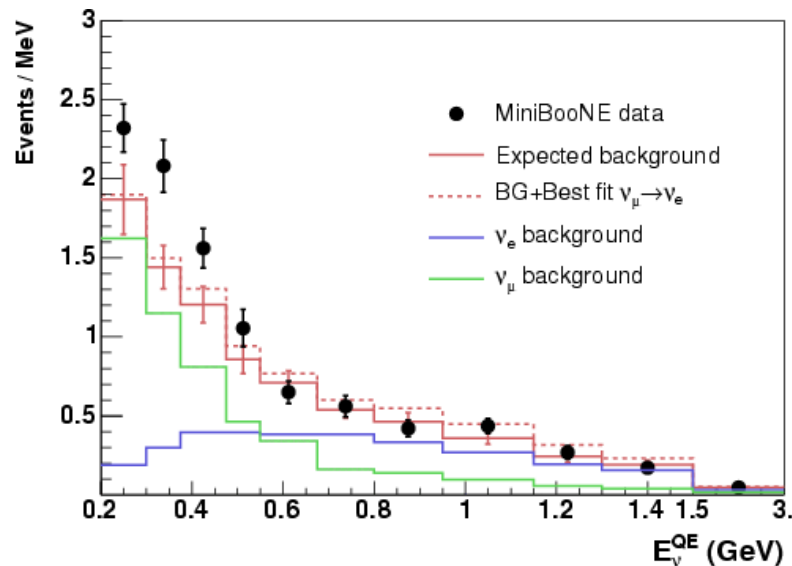 Events / MeV
3
2.5
2
1.5
1
0.5
0
MiniBooNE data
Expected background
BG+Best fit νμ→νe
νe background
νμ background
0.2 0.4 0.6 0.8 1 1.2 1.4 1.5 3.
EνQE (GeV)